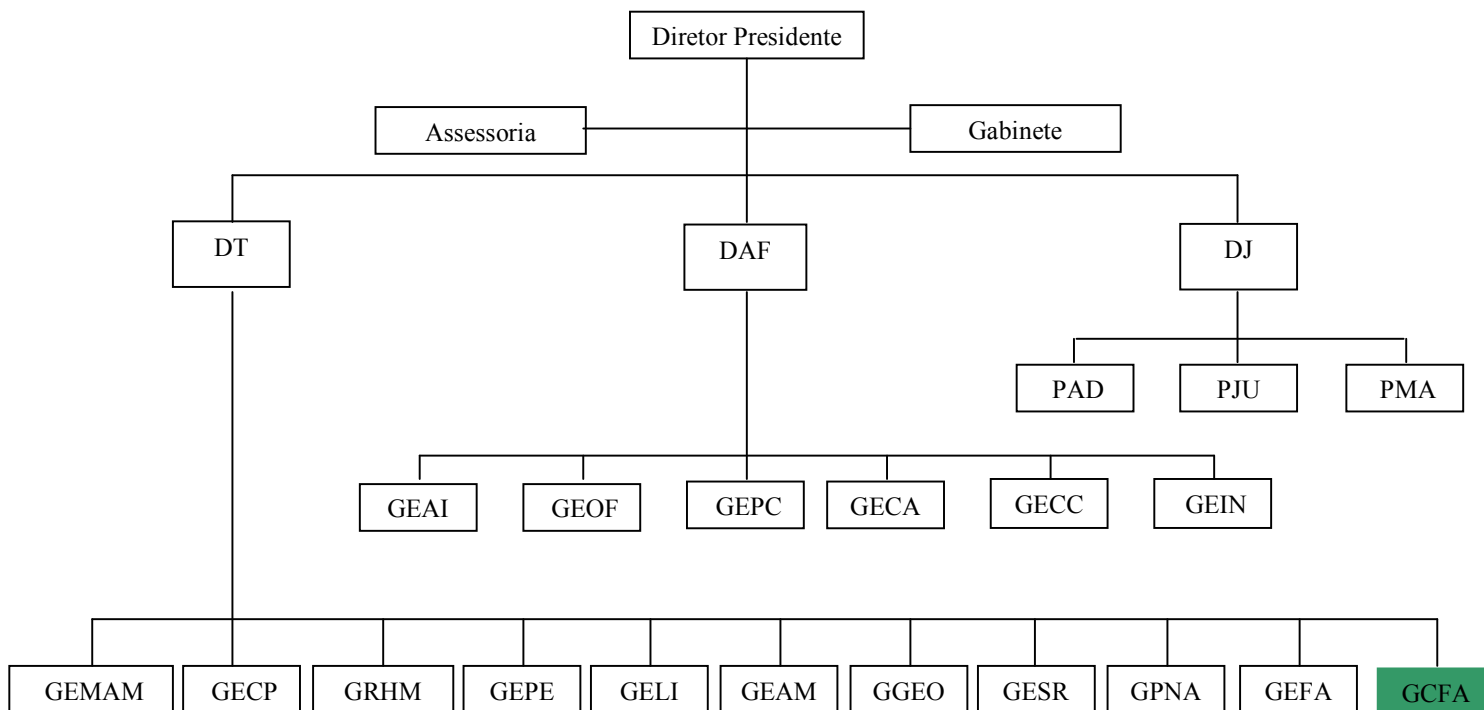 Diretor Presidente
Assessoria
Gabinete
DT
DAF
DJ
PAD
PJU
PMA
GEAI
GEOF
GEPC
GECA
GECC
GEIN
GEMAM
GECP
GRHM
GEPE
GELI
GEAM
GGEO
GESR
GPNA
GEFA
GCFA